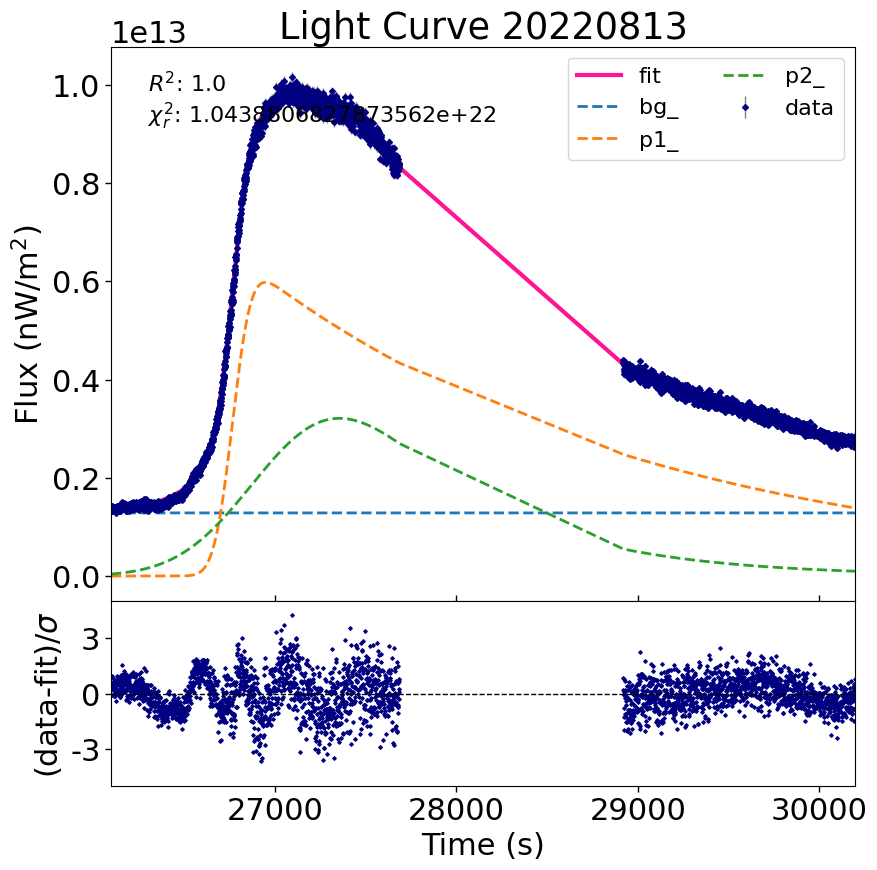 Light Curve 20220813
1e13
R²: 1.0
χ²ᵣ: 1.0438806827873562e+22
fit
bg_
p1_
p2_
data
Flux (nW/m²)
1.0
0.8
0.6
0.4
0.2
0.0
(data-fit)/σ
3
0
-3
27000 28000 29000 30000
Time (s)